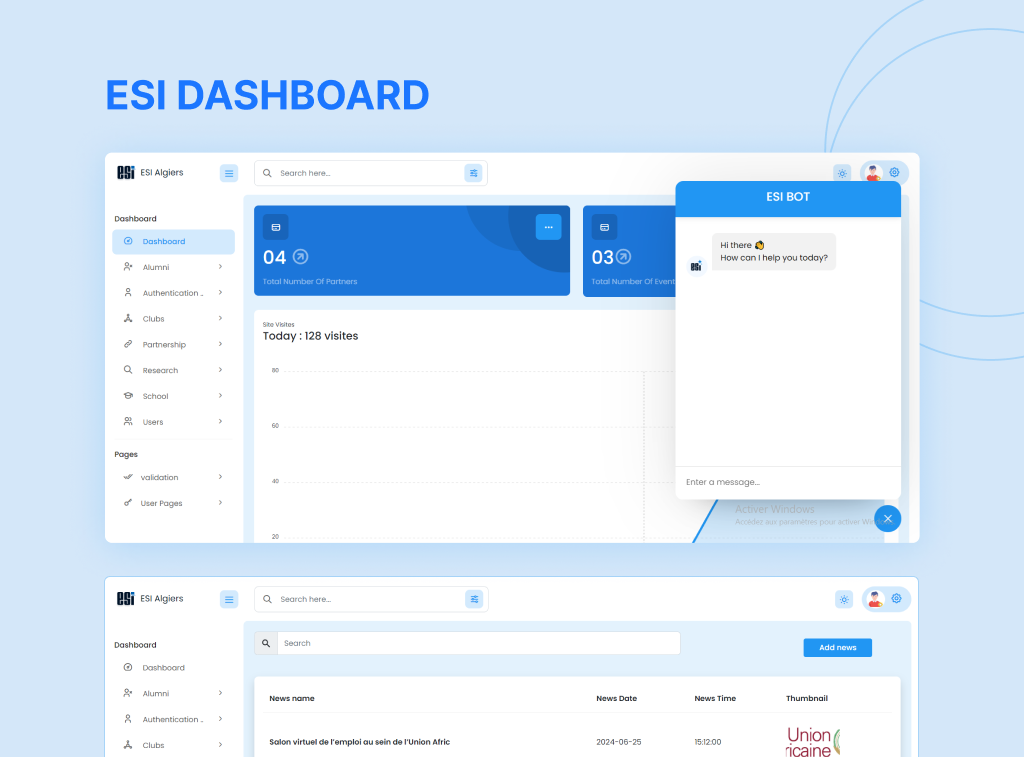 ESI DASHBOARD
esi ESI Algiers
Search here...
Dashboard
Dashboard
Alumni
Authentication ..
Clubs
Partnership
Research
School
Users
Pages
validation
User Pages
04
Total Number Of Partners
03
Total Number Of Event
Site Visites
Today : 128 visites
80
60
40
20
ESI BOT
esi
Hi there
How can I help you today?
Enter a message...
Activer Windows
Accédez aux paramètres pour activer
esi ESI Algiers
Search here...
Dashboard
Dashboard
Alumni
Authentication ..
Clubs
Search
Add news
News name News Date News Time Thumbnail
Salon virtuel de l'emploi au sein de l'Union Afric 2024-06-25 15:12:00
Union
ricaine